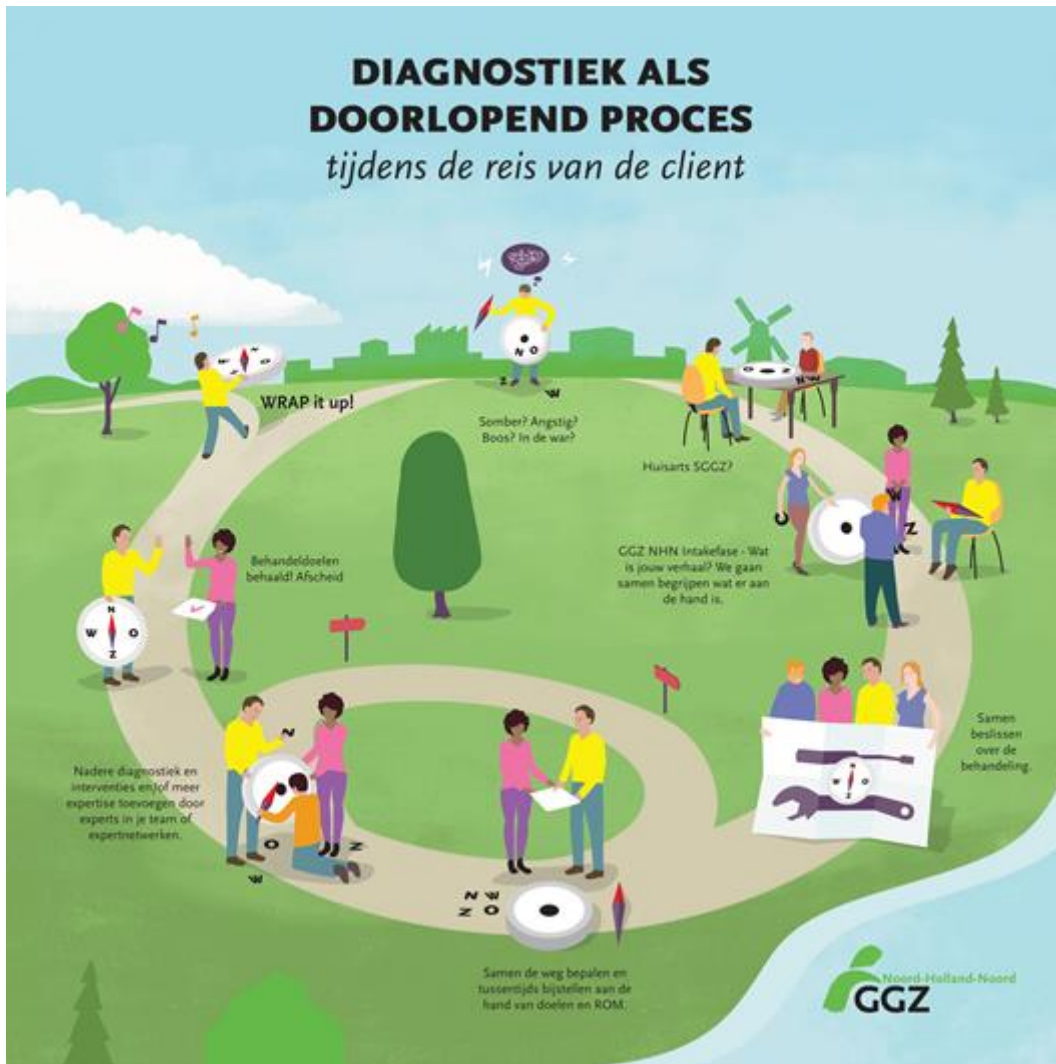 DIAGNOSTIEK ALS
DOORLOPEND PROCES
tijdens de reis van de client
N O
Z
W
Somber? Angstig?
Boos? In de war?
Huisarts SGGZ?
GGZ NHN Intakefase - Wat
is jouw verhaal? We gaan
samen begrijpen wat er aan
de hand is.
Samen
beslissen
over de
behandeling.
Samen de weg bepalen en
tussentijds bijstellen aan de
hand van doelen en ROM.
Nadere diagnostiek en
interventies en/of meer
expertise toevoegen door
experts in je team of
expertnetwerken.
Behandeldoelen
behaald! Afscheid
N
W O
Z
WRAP it up!
Noord-Holland-Noord
GGZ